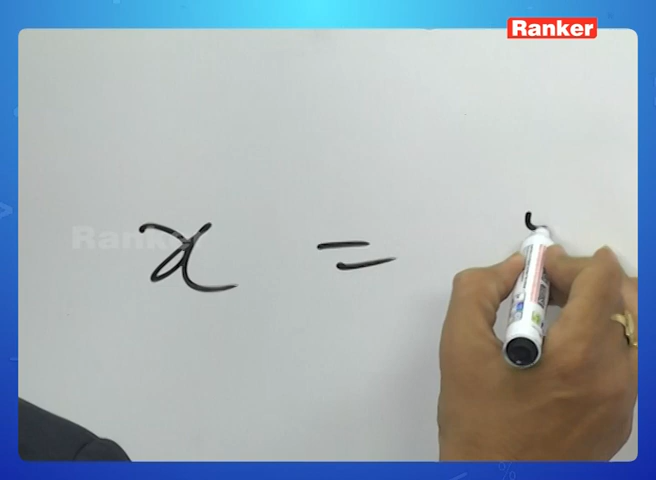 Ranker
x =